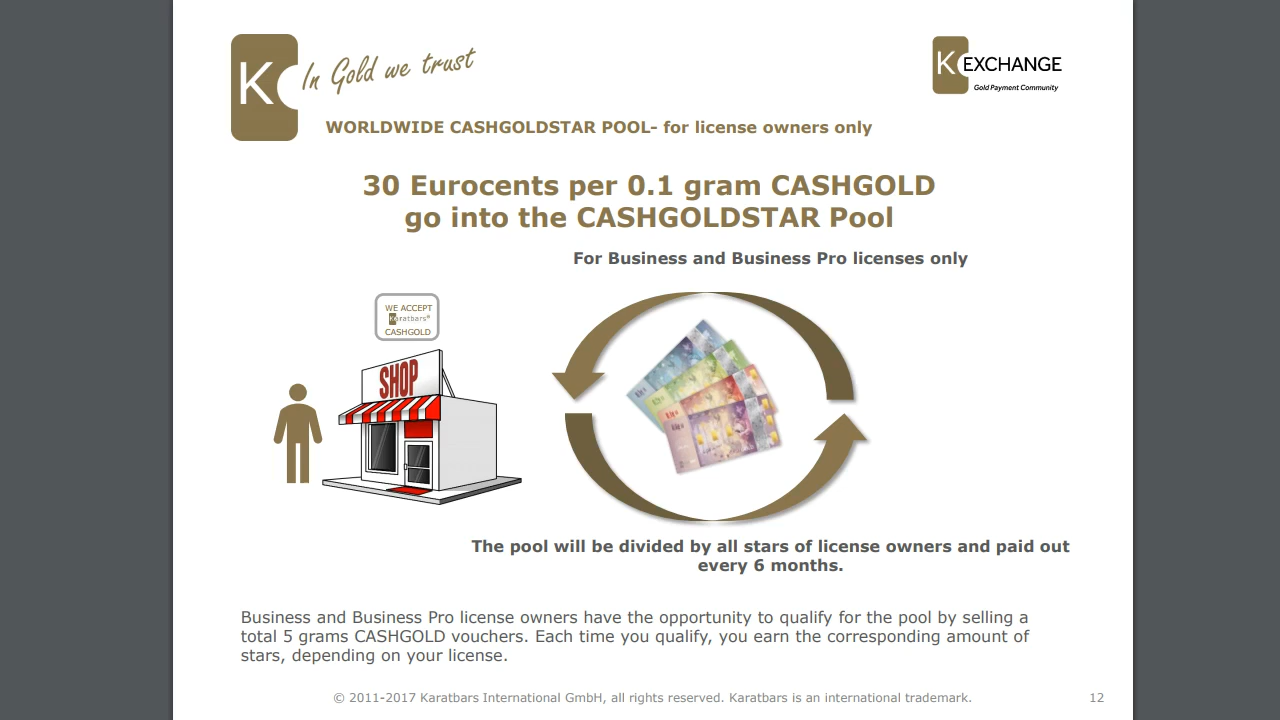 K In Gold we trust
K EXCHANGE
Gold Payment Community
WORLDWIDE CASHGOLDSTAR POOL- for license owners only
30 Eurocents per 0.1 gram CASHGOLD
go into the CASHGOLDSTAR Pool
For Business and Business Pro licenses only
WE ACCEPT
Karatbars®
CASHGOLD
SHOP
The pool will be divided by all stars of license owners and paid out
every 6 months.
Business and Business Pro license owners have the opportunity to qualify for the pool by selling a
total 5 grams CASHGOLD vouchers. Each time you qualify, you earn the corresponding amount of
stars, depending on your license.
© 2011-2017 Karatbars International GmbH, all rights reserved. Karatbars is an international trademark.
12